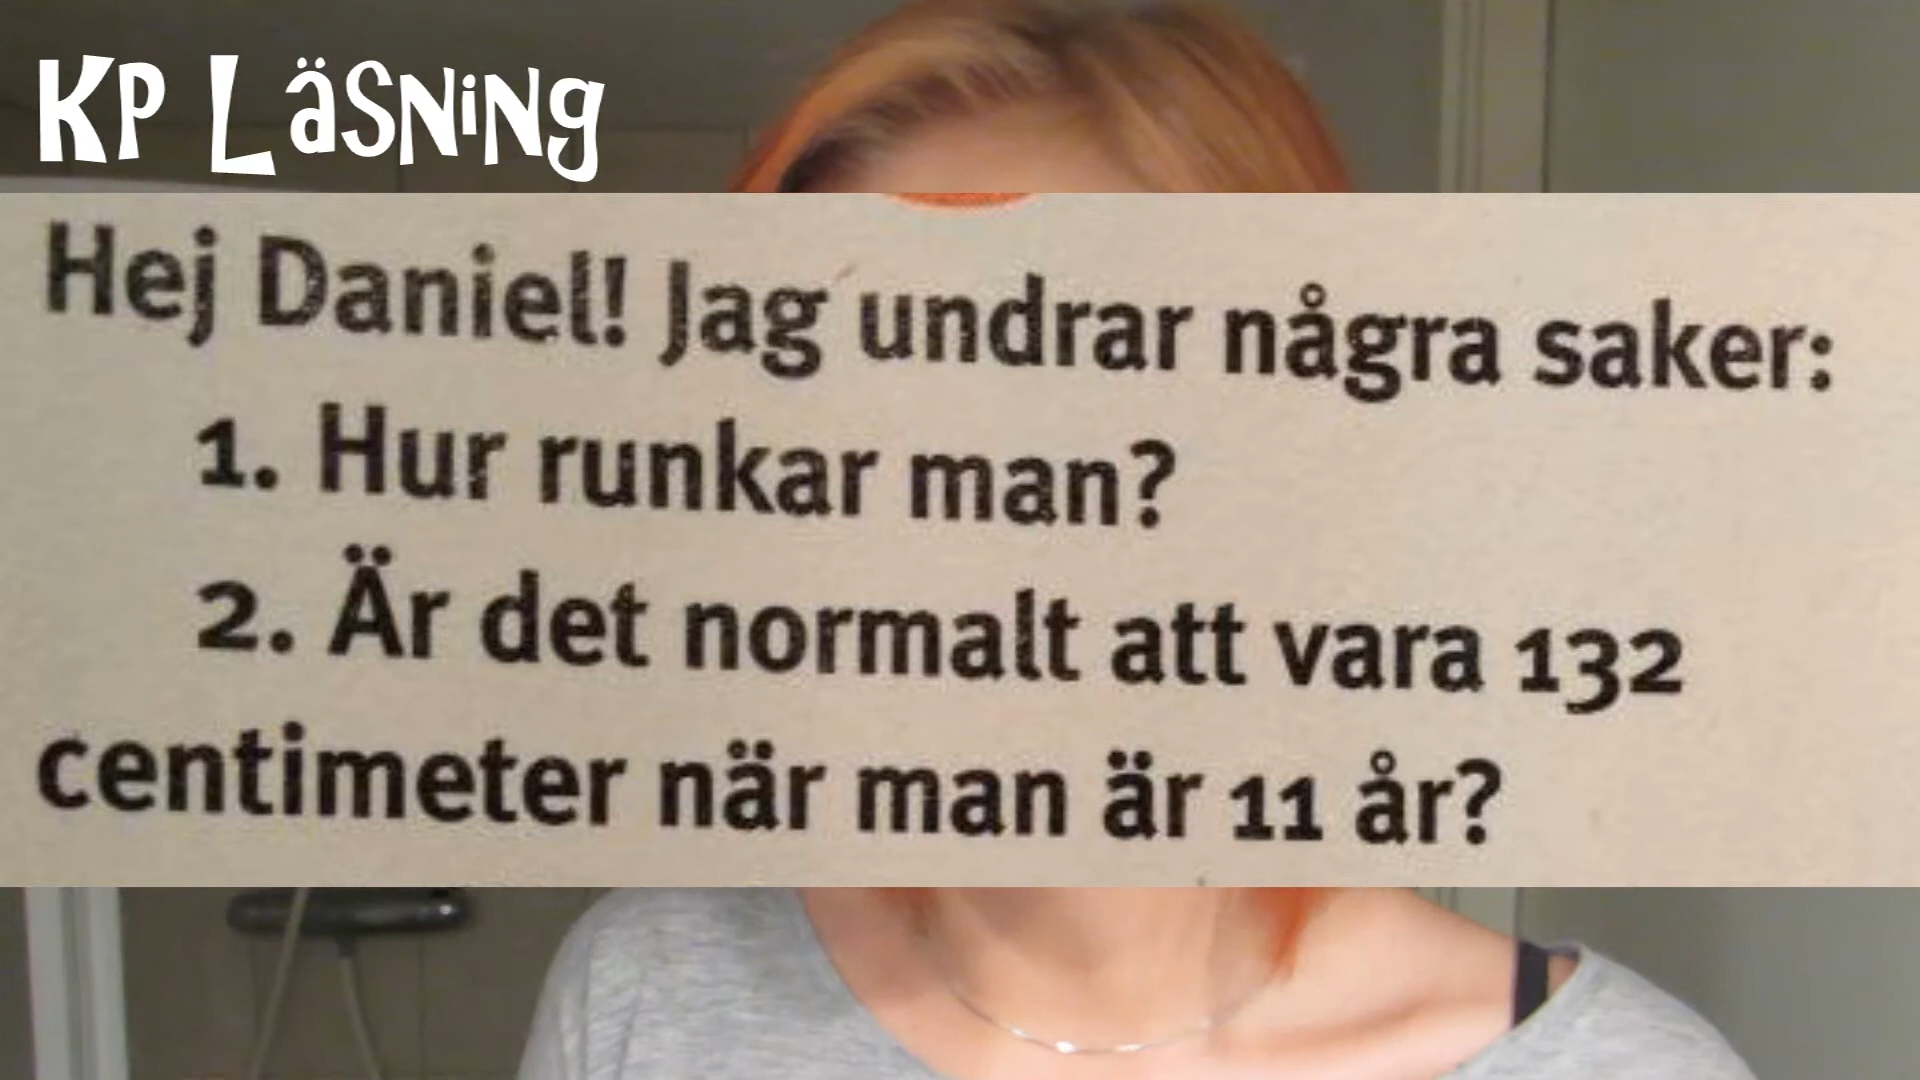 KP Läsning
Hej Daniel! Jag undrar några saker:
1. Hur runkar man?
2. Är det normalt att vara 132
centimeter när man är 11 år?